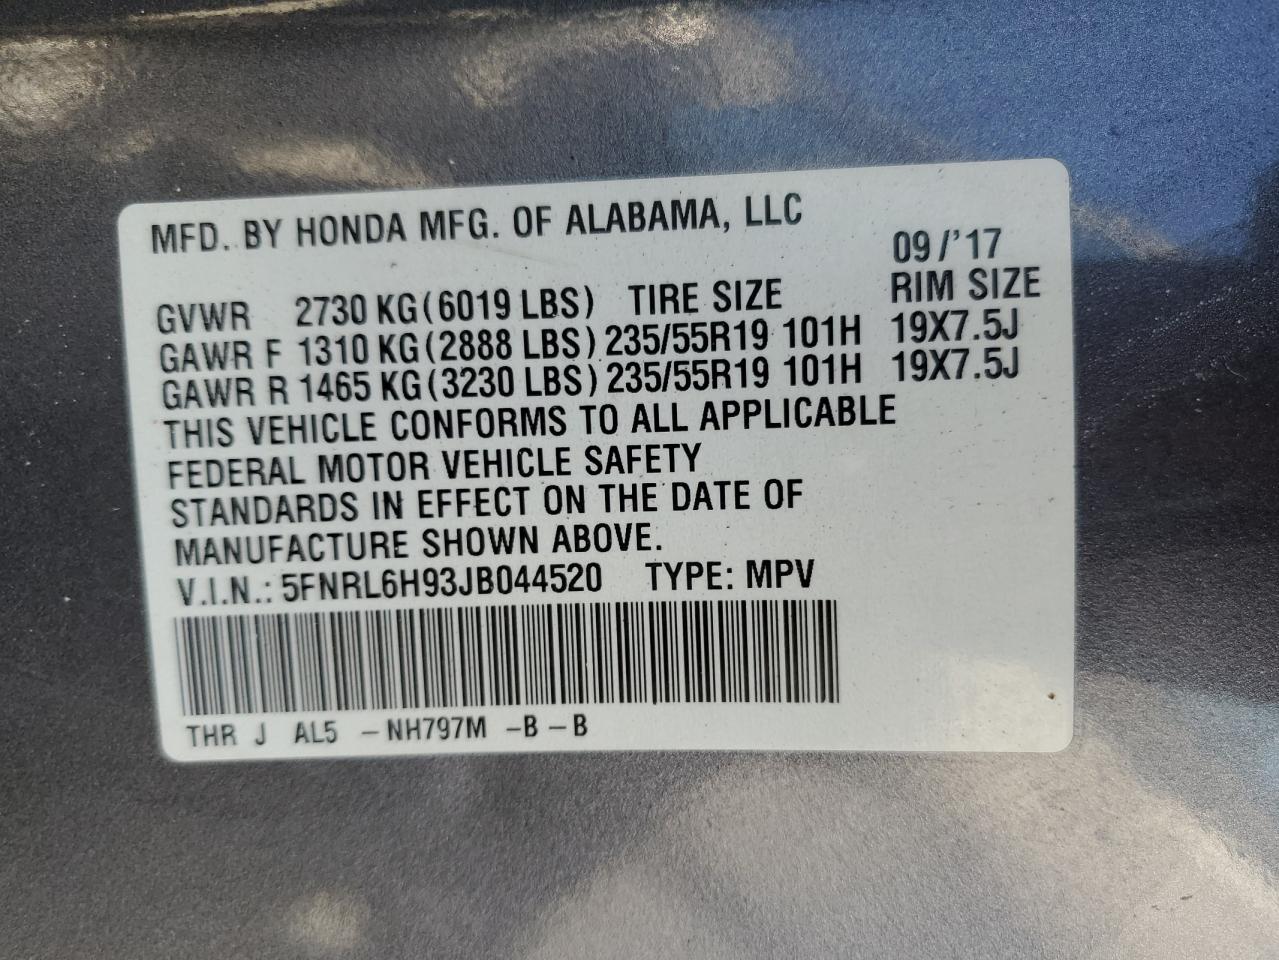 MFD. BY HONDA MFG. OF ALABAMA, LLC
09/'17
GVWR 2730 KG(6019 LBS) TIRE SIZE RIM SIZE
GAWR F 1310 KG(2888 LBS) 235/55R19 101H 19X7.5J
GAWR R 1465 KG(3230 LBS) 235/55R19 101H 19X7.5J
THIS VEHICLE CONFORMS TO ALL APPLICABLE
FEDERAL MOTOR VEHICLE SAFETY
STANDARDS IN EFFECT ON THE DATE OF
MANUFACTURE SHOWN ABOVE.
V.I.N.: 5FNRL6H93JB044520 TYPE: MPV
THR J AL5 –NH797M –B–B